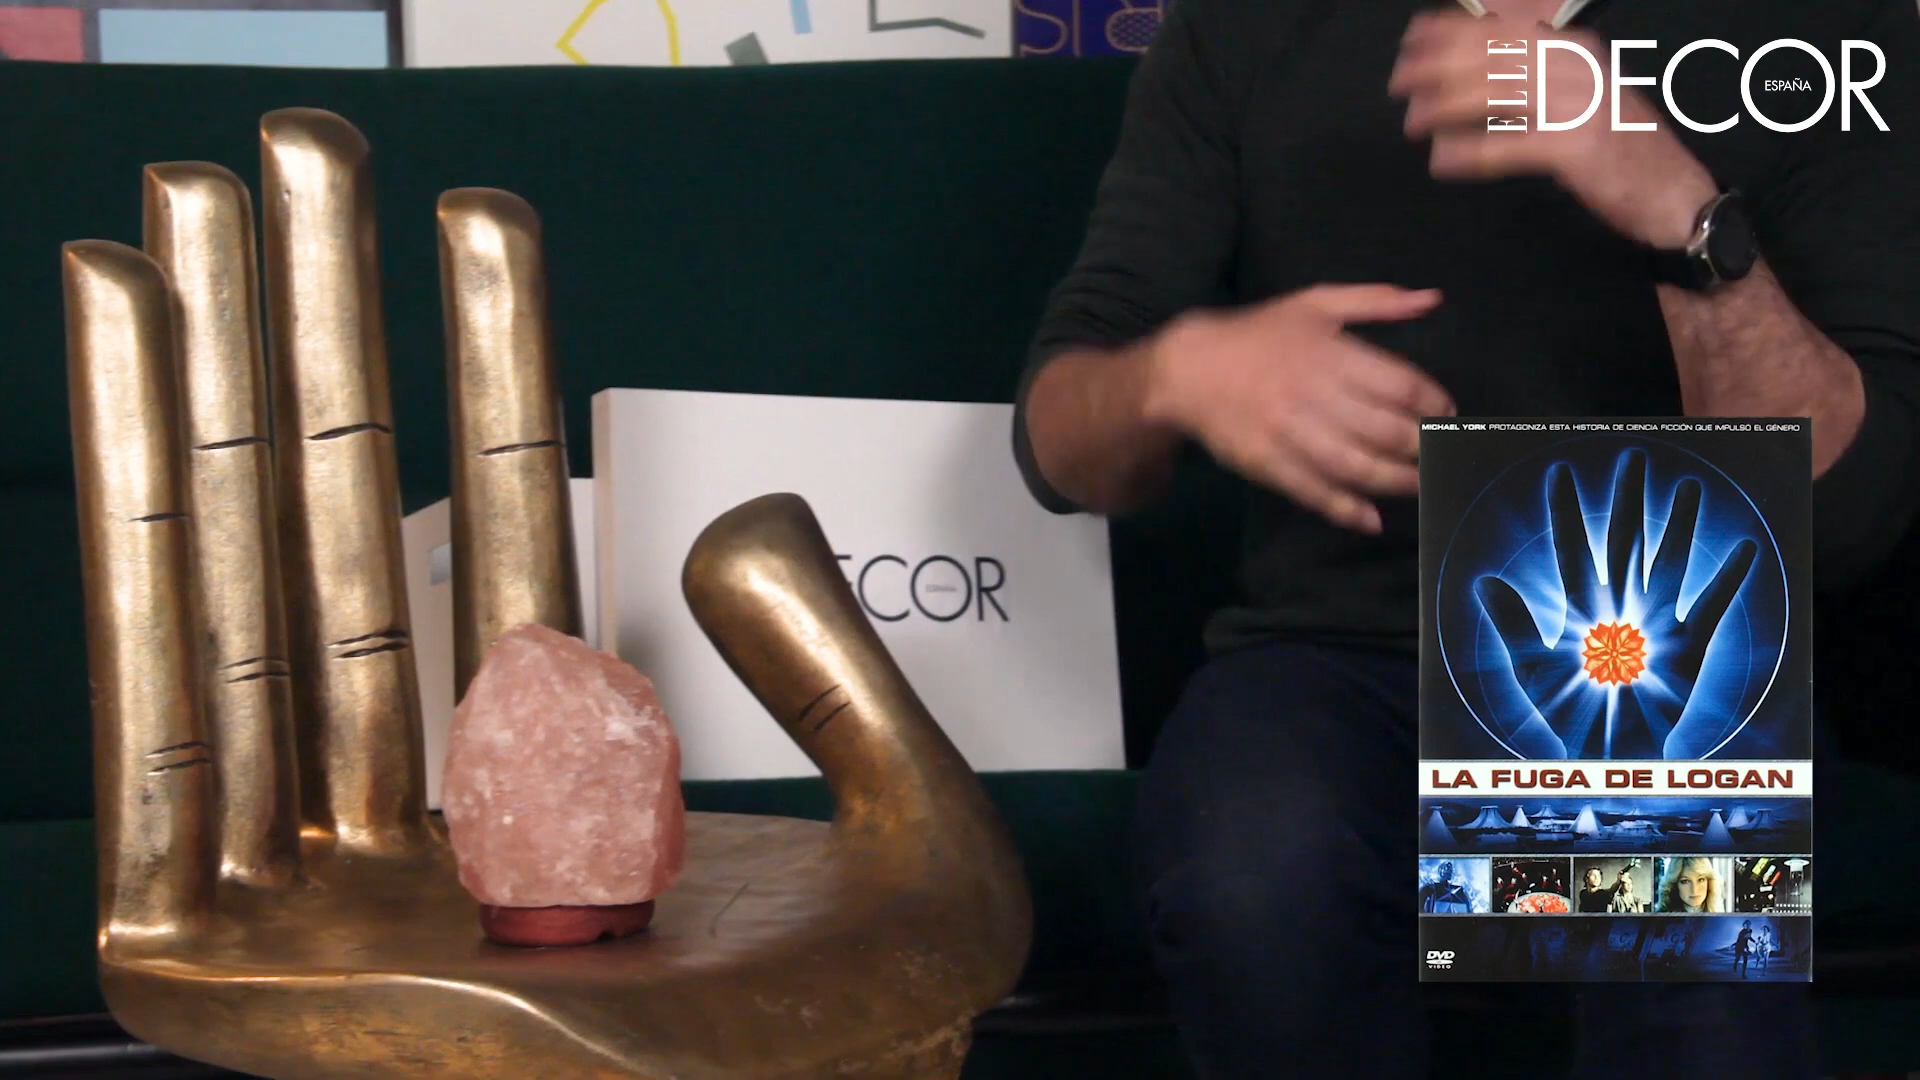 ELLE DECOR
ESPAÑA
ECOR
ESPAÑA
MICHAEL YORK PROTAGONIZA ESTA HISTORIA DE CIENCIA FICCIÓN QUE IMPULSÓ EL GÉNERO
LA FUGA DE LOGAN
DVD
VIDEO